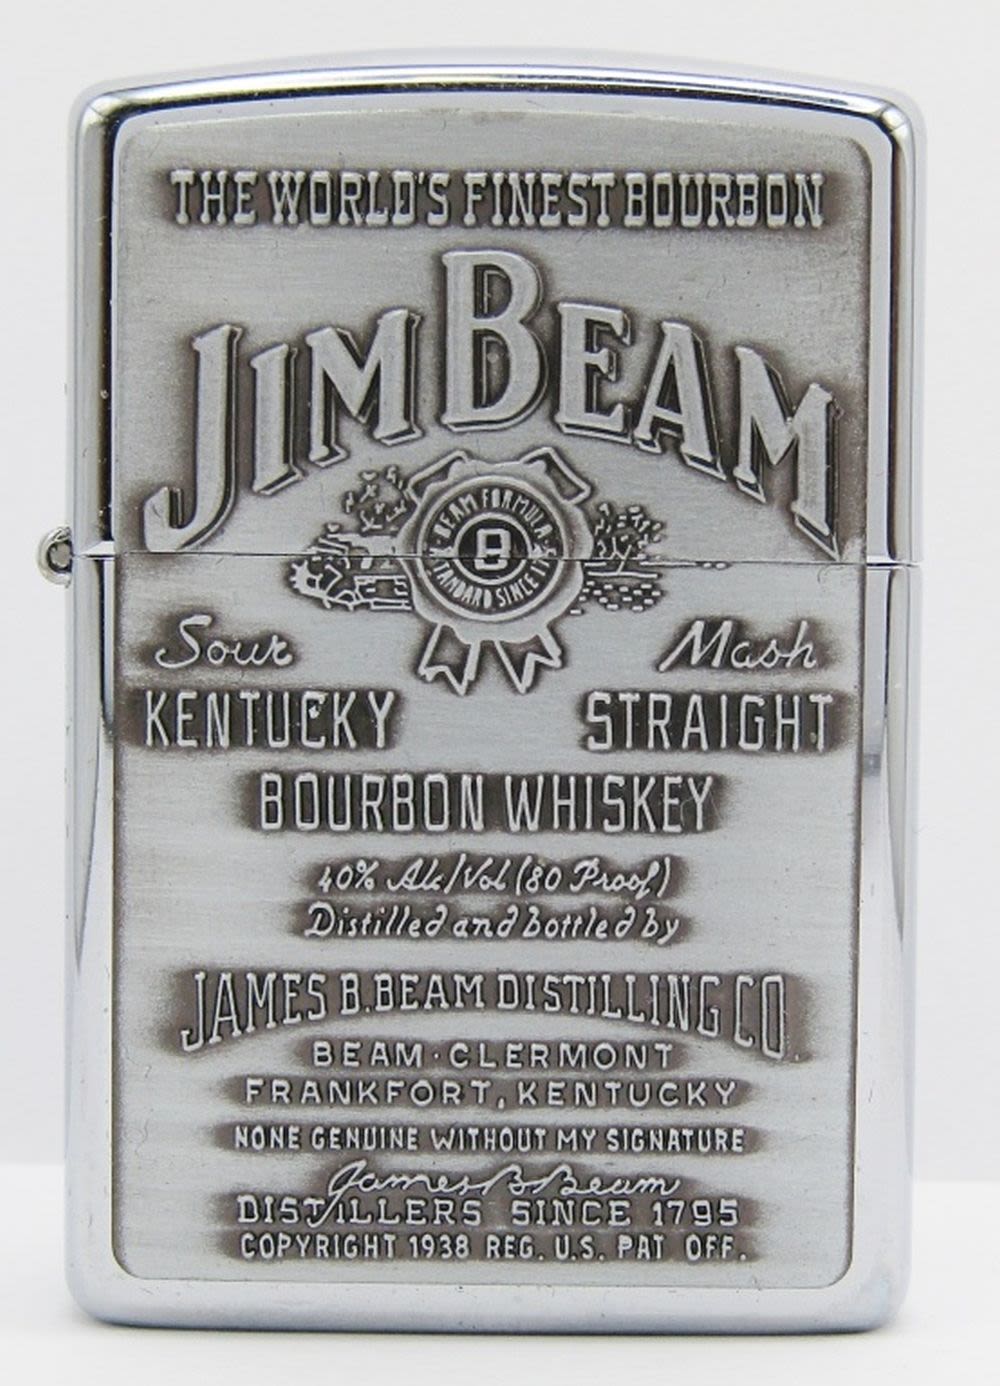 THE WORLD'S FINEST BOURBON
JIM BEAM
BEAM FORMULA
B
STANDARD SINCE
Sour Mash
KENTUCKY STRAIGHT
BOURBON WHISKEY
40% Alc/Vol (80 Proof)
Distilled and bottled by
JAMES B. BEAM DISTILLING CO.
BEAM · CLERMONT
FRANKFORT, KENTUCKY
NONE GENUINE WITHOUT MY SIGNATURE
James B. Beam
DISTILLERS SINCE 1795
COPYRIGHT 1938 REG. U.S. PAT OFF.